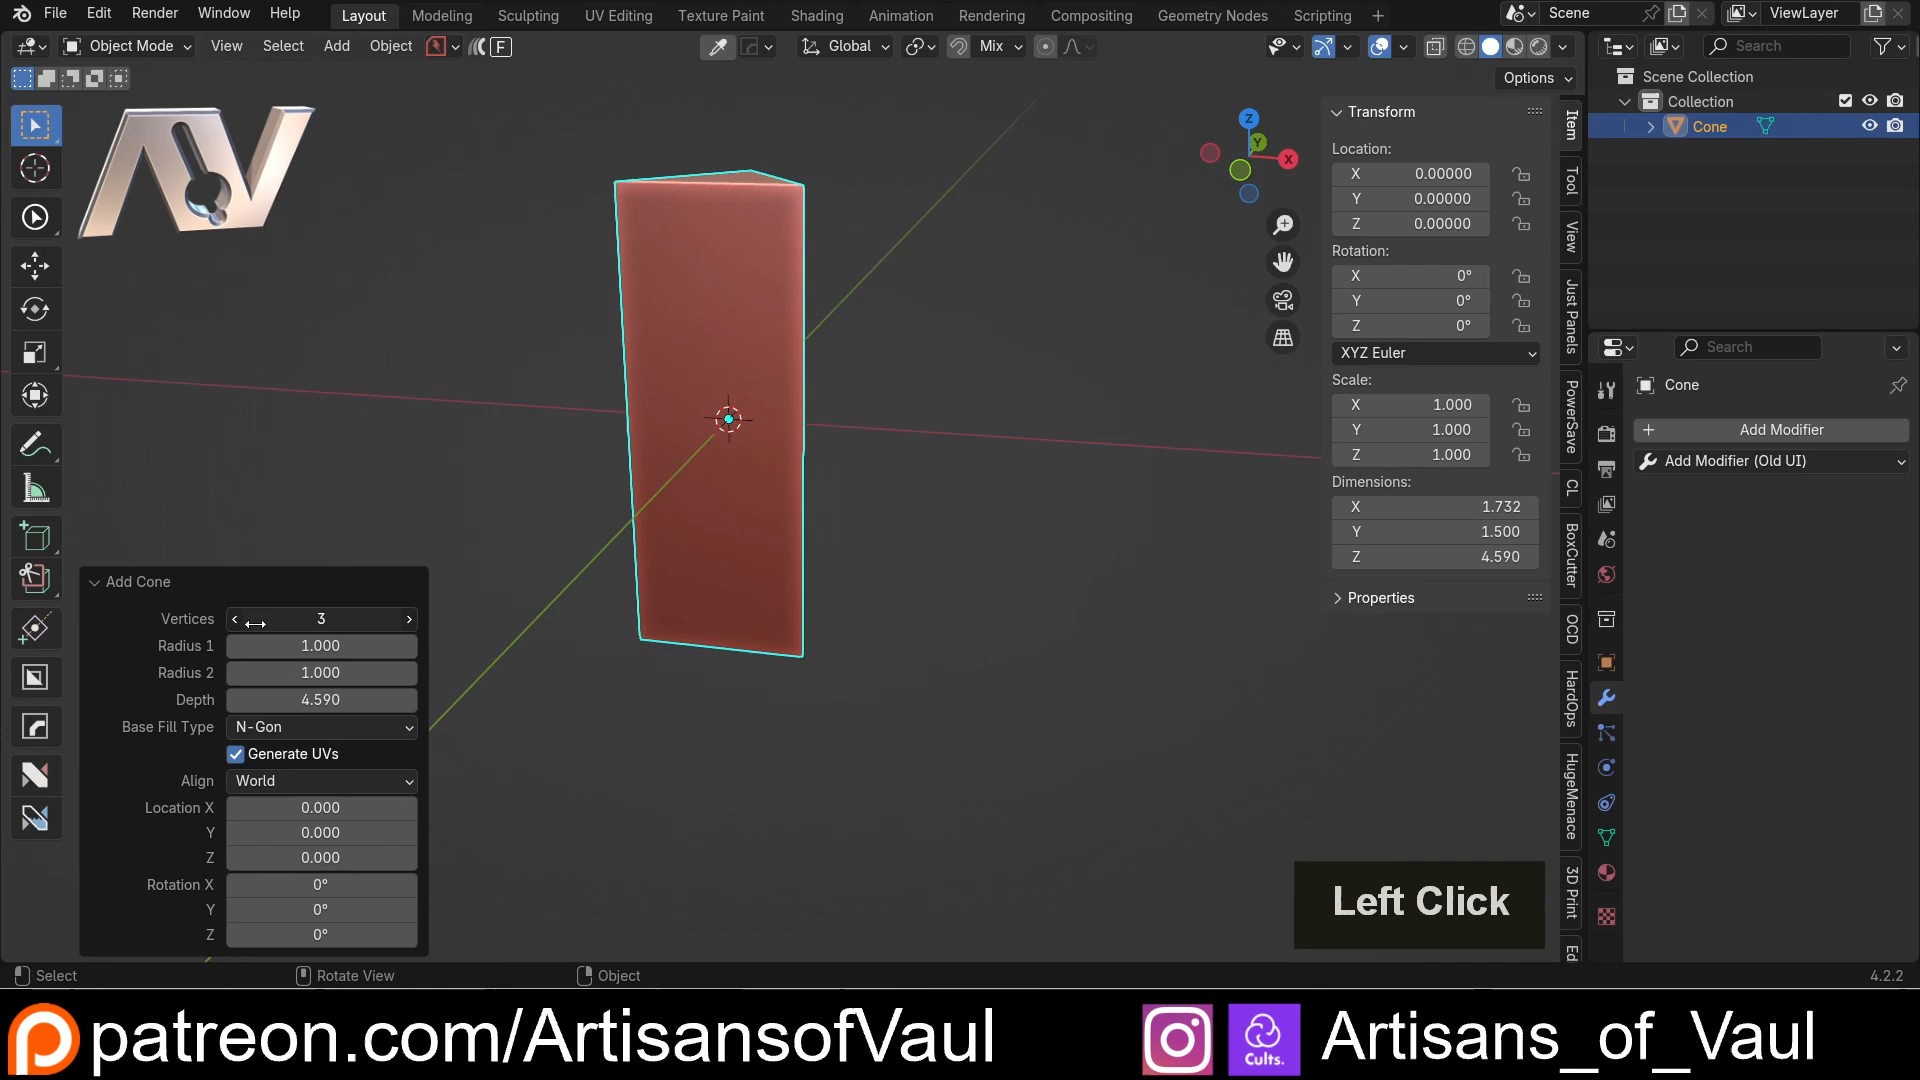 File Edit Render Window Help Layout Modeling Sculpting UV Editing Texture Paint Shading Animation Rendering Compositing Geometry Nodes Scripting + Scene ViewLayer
Object Mode View Select Add Object F Global Mix Search
Options
Scene Collection
Collection
Cone
Z
Y
X
Transform
Location:
X 0.00000
Y 0.00000
Z 0.00000
Rotation:
X 0°
Y 0°
Z 0°
XYZ Euler
Scale:
X 1.000
Y 1.000
Z 1.000
Dimensions:
X 1.732
Y 1.500
Z 4.590
Properties
Item
Tool
View
Just Panels
PowerSave
CL
BoxCutter
OCD
HardOps
HugeMenace
3D Print
Ed
Search
Cone
Add Modifier
Add Modifier (Old UI)
Add Cone
Vertices 3
Radius 1 1.000
Radius 2 1.000
Depth 4.590
Base Fill Type N-Gon
Generate UVs
Align World
Location X 0.000
Y 0.000
Z 0.000
Rotation X 0°
Y 0°
Z 0°
Left Click
Select Rotate View Object 4.2.2
patreon.com/ArtisansofVaul Cults. Artisans_of_Vaul